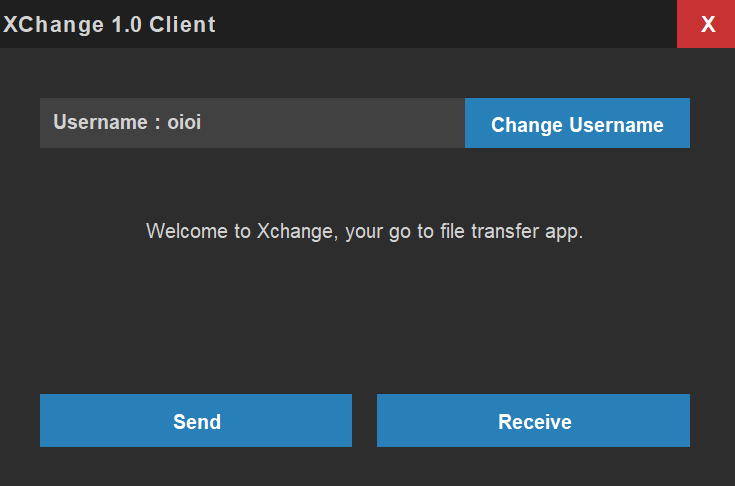 XChange 1.0 Client
X
Username : oioi
Change Username
Welcome to Xchange, your go to file transfer app.
Send
Receive